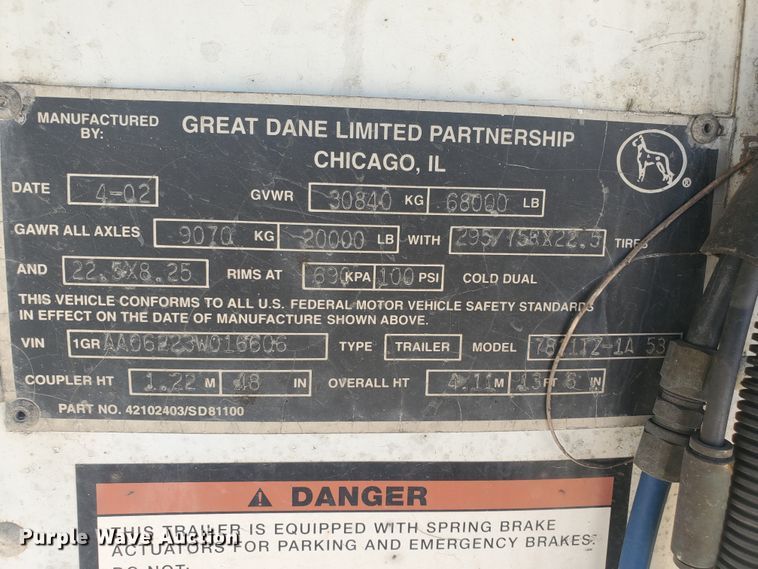 MANUFACTURED BY: GREAT DANE LIMITED PARTNERSHIP
CHICAGO, IL
DATE 4-02 GVWR 30840 KG 68000 LB
GAWR ALL AXLES 9070 KG 20000 LB WITH 295/75RX22.5 TIRES
AND 22.5X8.25 RIMS AT 690 KPA 100 PSI COLD DUAL
THIS VEHICLE CONFORMS TO ALL U.S. FEDERAL MOTOR VEHICLE SAFETY STANDARDS
IN EFFECT ON THE DATE OF MANUFACTURE SHOWN ABOVE.
VIN 1GR TYPE TRAILER MODEL 53
COUPLER HT 1.22 M 48 IN OVERALL HT 4.11 M 13 FT 6 IN
PART NO. 42102403/SD81100
®
DANGER
THIS TRAILER IS EQUIPPED WITH SPRING BRAKE
ACTUATORS FOR PARKING AND EMERGENCY BRAKES.
DO NOT:
Purple Wave Auction